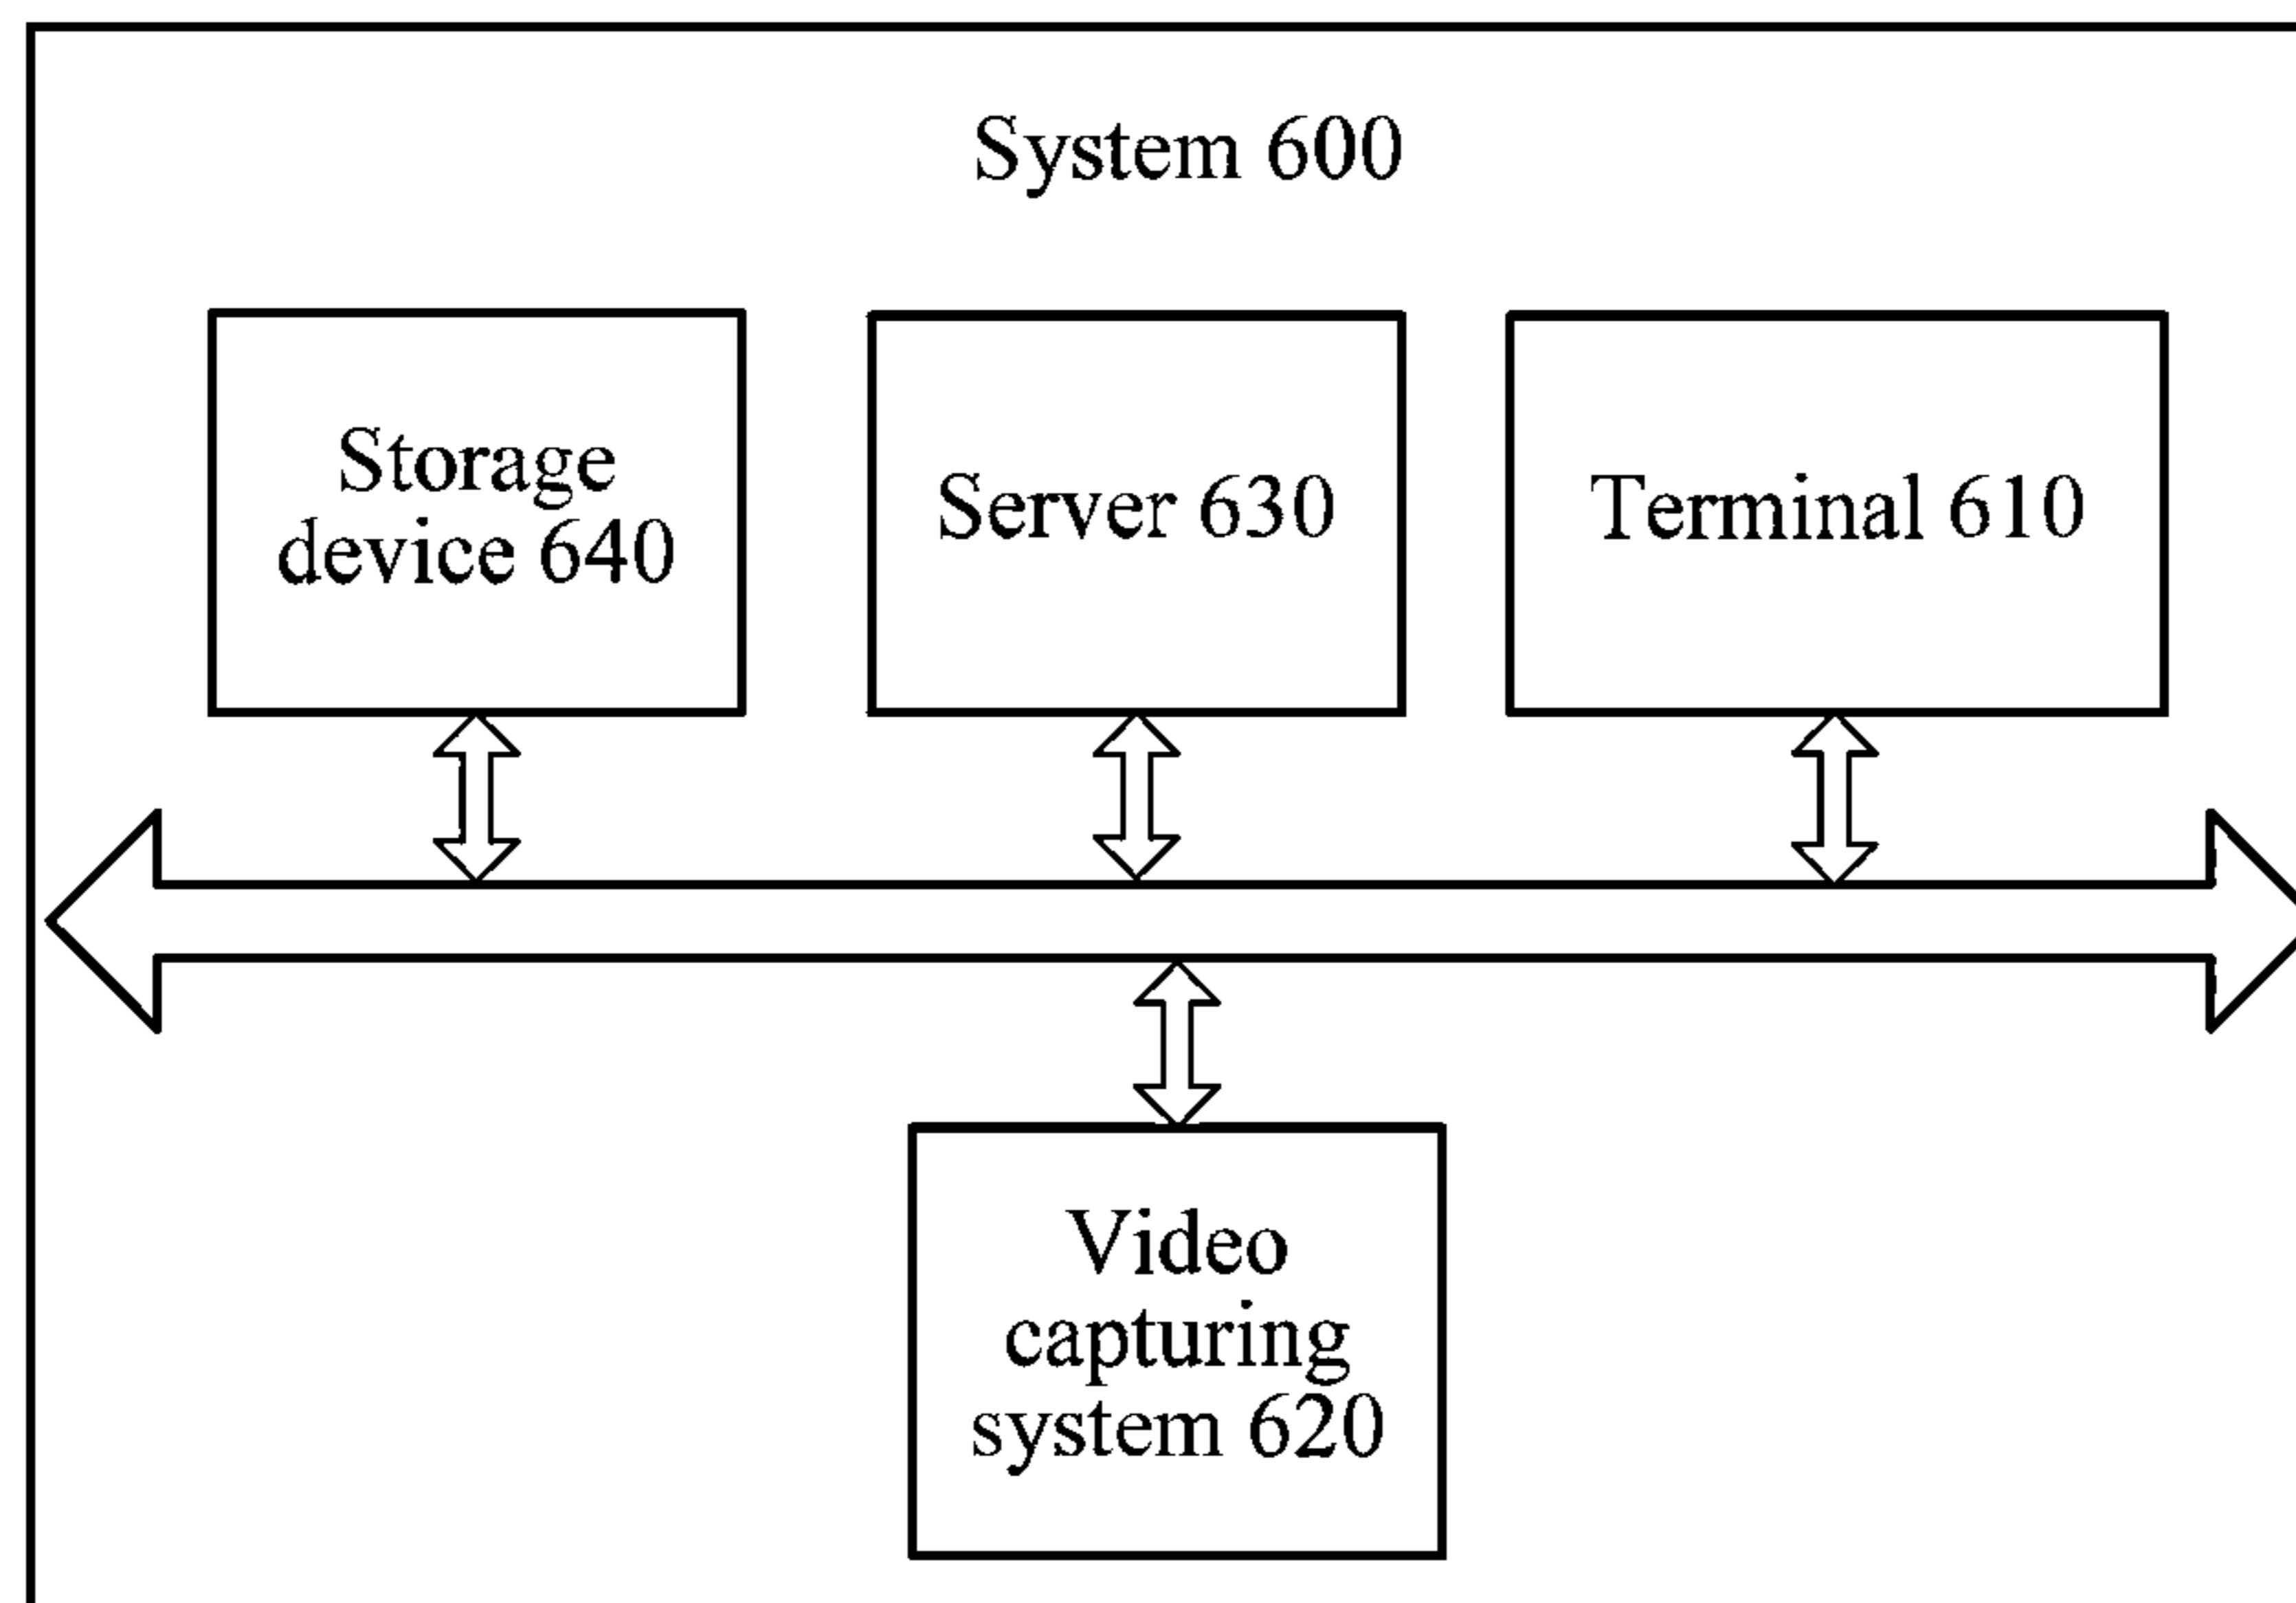 System 600
Storage
device 640
Server 630
Terminal 610
Video
capturing
system 620